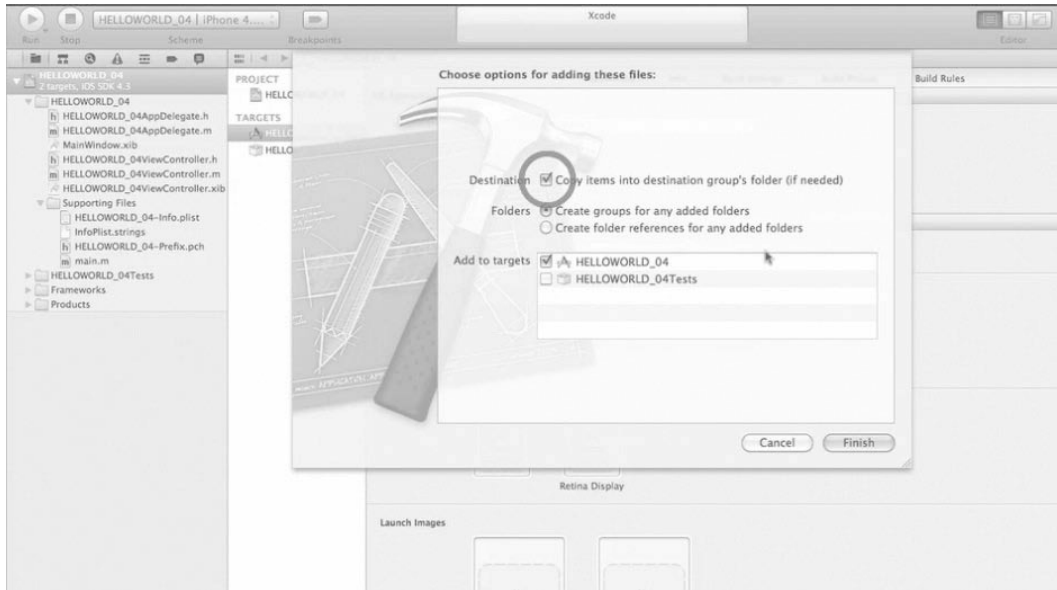 Xcode
HELLOWORLD_04 | iPhone 4....
Run Stop Scheme Breakpoints Editor
HELLOWORLD_04
2 targets, iOS SDK 4.3
HELLOWORLD_04
HELLOWORLD_04AppDelegate.h
HELLOWORLD_04AppDelegate.m
MainWindow.xib
HELLOWORLD_04ViewController.h
HELLOWORLD_04ViewController.m
HELLOWORLD_04ViewController.xib
Supporting Files
HELLOWORLD_04-Info.plist
InfoPlist.strings
HELLOWORLD_04-Prefix.pch
main.m
HELLOWORLD_04Tests
Frameworks
Products
PROJECT
HELLO
TARGETS
HELLO
HELLO
Choose options for adding these files:
Destination Copy items into destination group's folder (if needed)
Folders Create groups for any added folders
Create folder references for any added folders
Add to targets HELLOWORLD_04
HELLOWORLD_04Tests
Cancel Finish
Build Rules
Retina Display
Launch Images